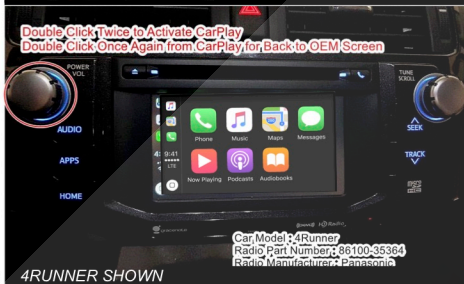 Double Click Twice to Activate CarPlay
Double Click Once Again from CarPlay for Back to OEM Screen
POWER
VOL
TUNE
SCROLL
AUDIO
APPS
HOME
SEEK
TRACK
9:41
LTE
Phone
Music
Maps
Messages
Now Playing
Podcasts
Audiobooks
HD Radio
Car Model : 4Runner
Radio Part Number : 86100-35364
Radio Manufacturer : Panasonic
4RUNNER SHOWN